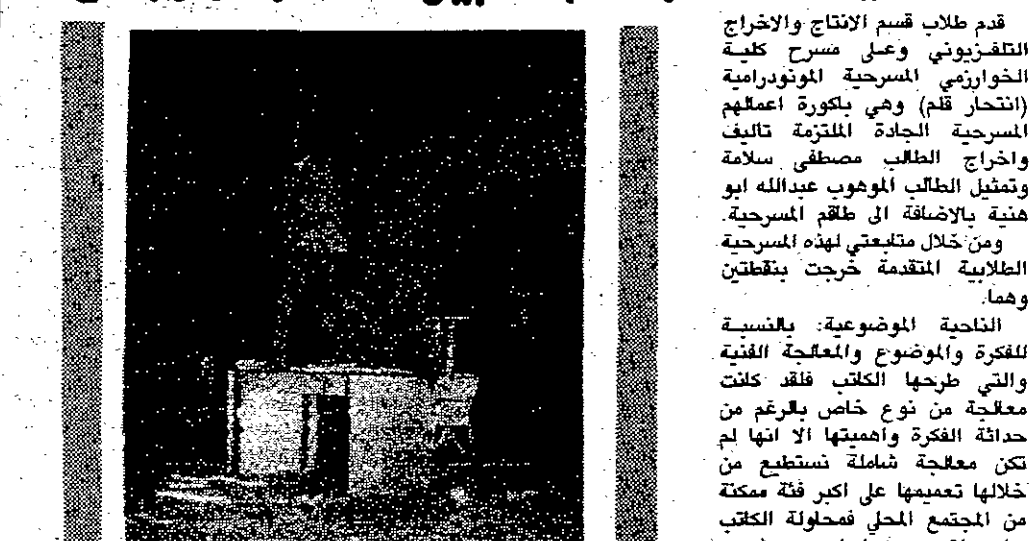 قدم طلاب قسم الانتاج والاخراج
التلفزيوني وعلى مسرح كلية
الخوارزمي المسرحية المونودرامية
(انتحار قلم) وهي باكورة اعمالهم
المسرحية الجادة الملتزمة تاليف
واخراج الطالب مصطفى سلامة
وتمثيل الطالب الموهوب عبدالله ابو
هنية بالاضافة الى طاقم المسرحية.
ومن خلال متابعتي لهذه المسرحية
الطلابية المتقدمة خرجت بنقطتين
وهما:
الناحية الموضوعية: بالنسبة
للفكرة والموضوع والمعالجة الفنية
والتي طرحها الكاتب فلقد كانت
معالجة من نوع خاص بالرغم من
حداثة الفكرة واهميتها الا انها لم
تكن معالجة شاملة نستطيع من
خلالها تعميمها على اكبر فئة ممكنة
من المجتمع المحلي فمحاولة الكاتب